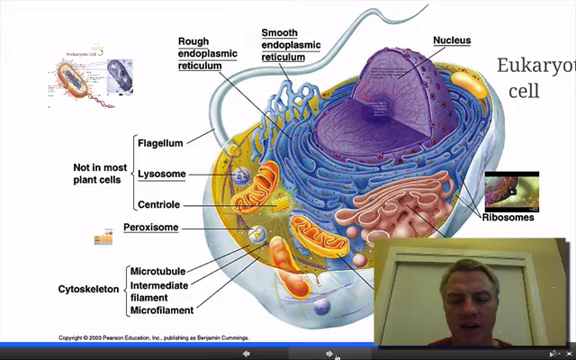 Smooth
endoplasmic
reticulum
Rough
endoplasmic
reticulum
Nucleus
Eukaryot
cell
Flagellum
Not in most
plant cells
Lysosome
Centriole
Peroxisome
Ribosomes
Cytoskeleton
Microtubule
Intermediate
filament
Microfilament
Copyright © 2003 Pearson Education, Inc., publishing as Benjamin Cummings.